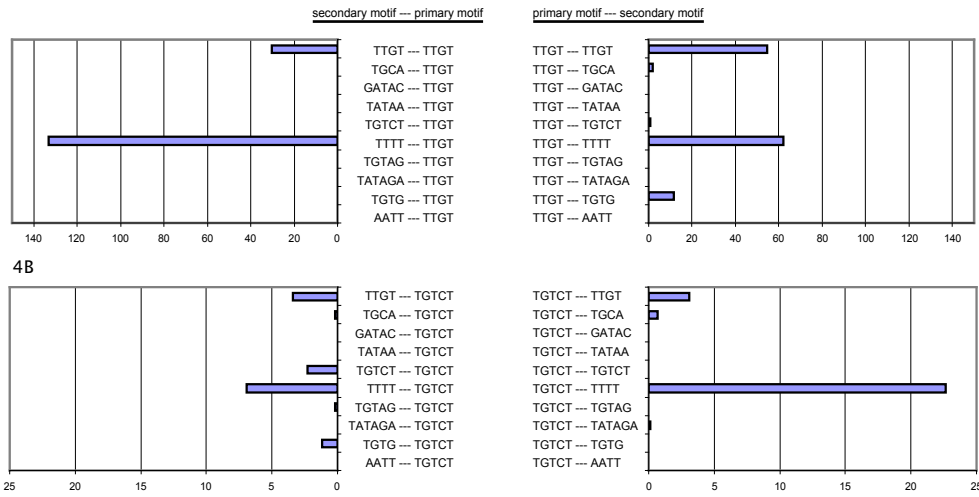 secondary motif --- primary motif
primary motif --- secondary motif
TTGT --- TTGT
TGCA --- TTGT
GATAC --- TTGT
TATAA --- TTGT
TGTCT --- TTGT
TTTT --- TTGT
TGTAG --- TTGT
TATAGA --- TTGT
TGTG --- TTGT
AATT --- TTGT
140 120 100 80 60 40 20 0
TTGT --- TTGT
TTGT --- TGCA
TTGT --- GATAC
TTGT --- TATAA
TTGT --- TGTCT
TTGT --- TTTT
TTGT --- TGTAG
TTGT --- TATAGA
TTGT --- TGTG
TTGT --- AATT
0 20 40 60 80 100 120 140
4B
TTGT --- TGTCT
TGCA --- TGTCT
GATAC --- TGTCT
TATAA --- TGTCT
TGTCT --- TGTCT
TTTT --- TGTCT
TGTAG --- TGTCT
TATAGA --- TGTCT
TGTG --- TGTCT
AATT --- TGTCT
25 20 15 10 5 0
TGTCT --- TTGT
TGTCT --- TGCA
TGTCT --- GATAC
TGTCT --- TATAA
TGTCT --- TGTCT
TGTCT --- TTTT
TGTCT --- TGTAG
TGTCT --- TATAGA
TGTCT --- TGTG
TGTCT --- AATT
0 5 10 15 20 25